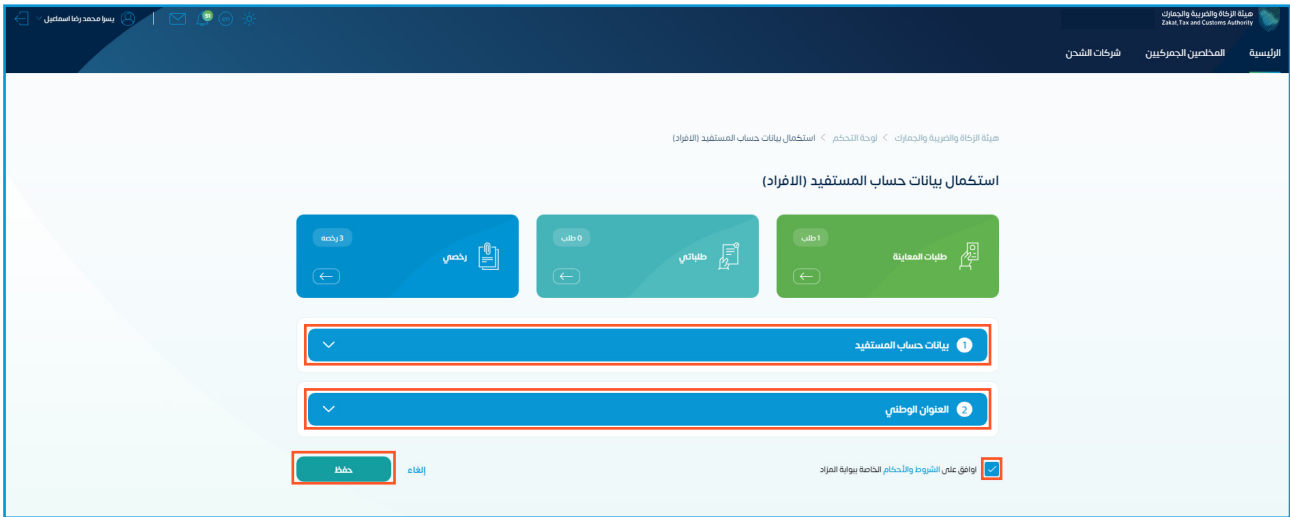 هيئة الزكاة والضريبة والجمارك
Zakat, Tax and Customs Authority
51
يسرا محمد رضا اسماعيل
الرئيسية
المخلصين الجمركيين
شركات الشحن
هيئة الزكاة والضريبة والجمارك > لوحة التحكم > استكمال بيانات حساب المستفيد (الافراد)
استكمال بيانات حساب المستفيد (الافراد)
1 طلب
طلبات المعاينة
0 طلب
طلباتي
3 رخصه
رخصي
1 بيانات حساب المستفيد
2 العنوان الوطني
اوافق على الشروط والأحكام الخاصة ببوابة المزاد
إلغاء
حفظ